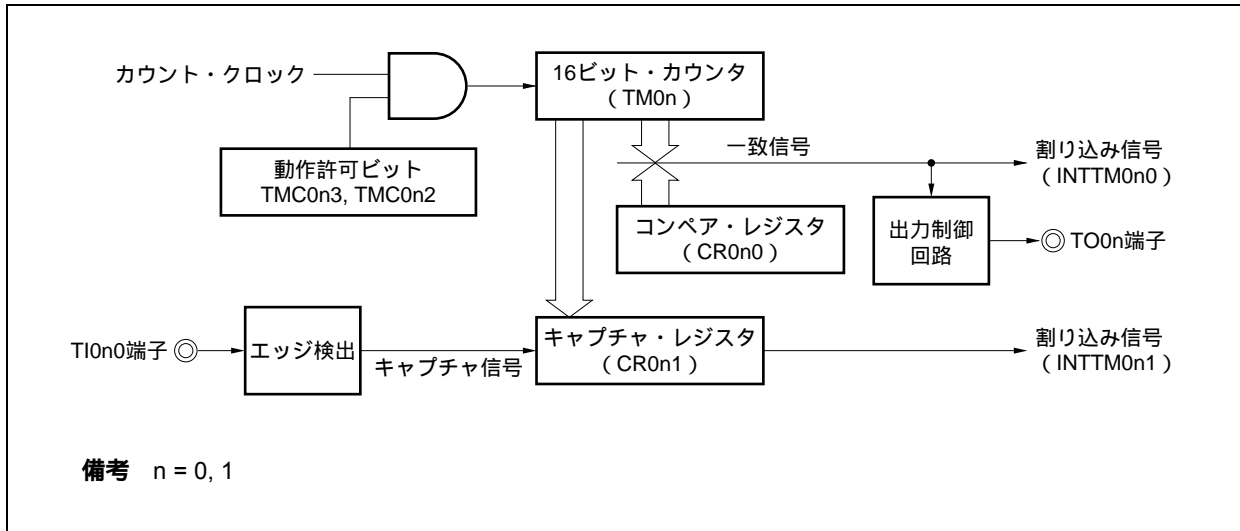 カウント・クロック
16ビット・カウンタ
（TM0n）
動作許可ビット
TMC0n3, TMC0n2
一致信号
割り込み信号
（INTTM0n0）
コンペア・レジスタ
（CR0n0）
出力制御
回路
TO0n端子
TI0n0端子
エッジ検出
キャプチャ信号
キャプチャ・レジスタ
（CR0n1）
割り込み信号
（INTTM0n1）
備考 n = 0, 1